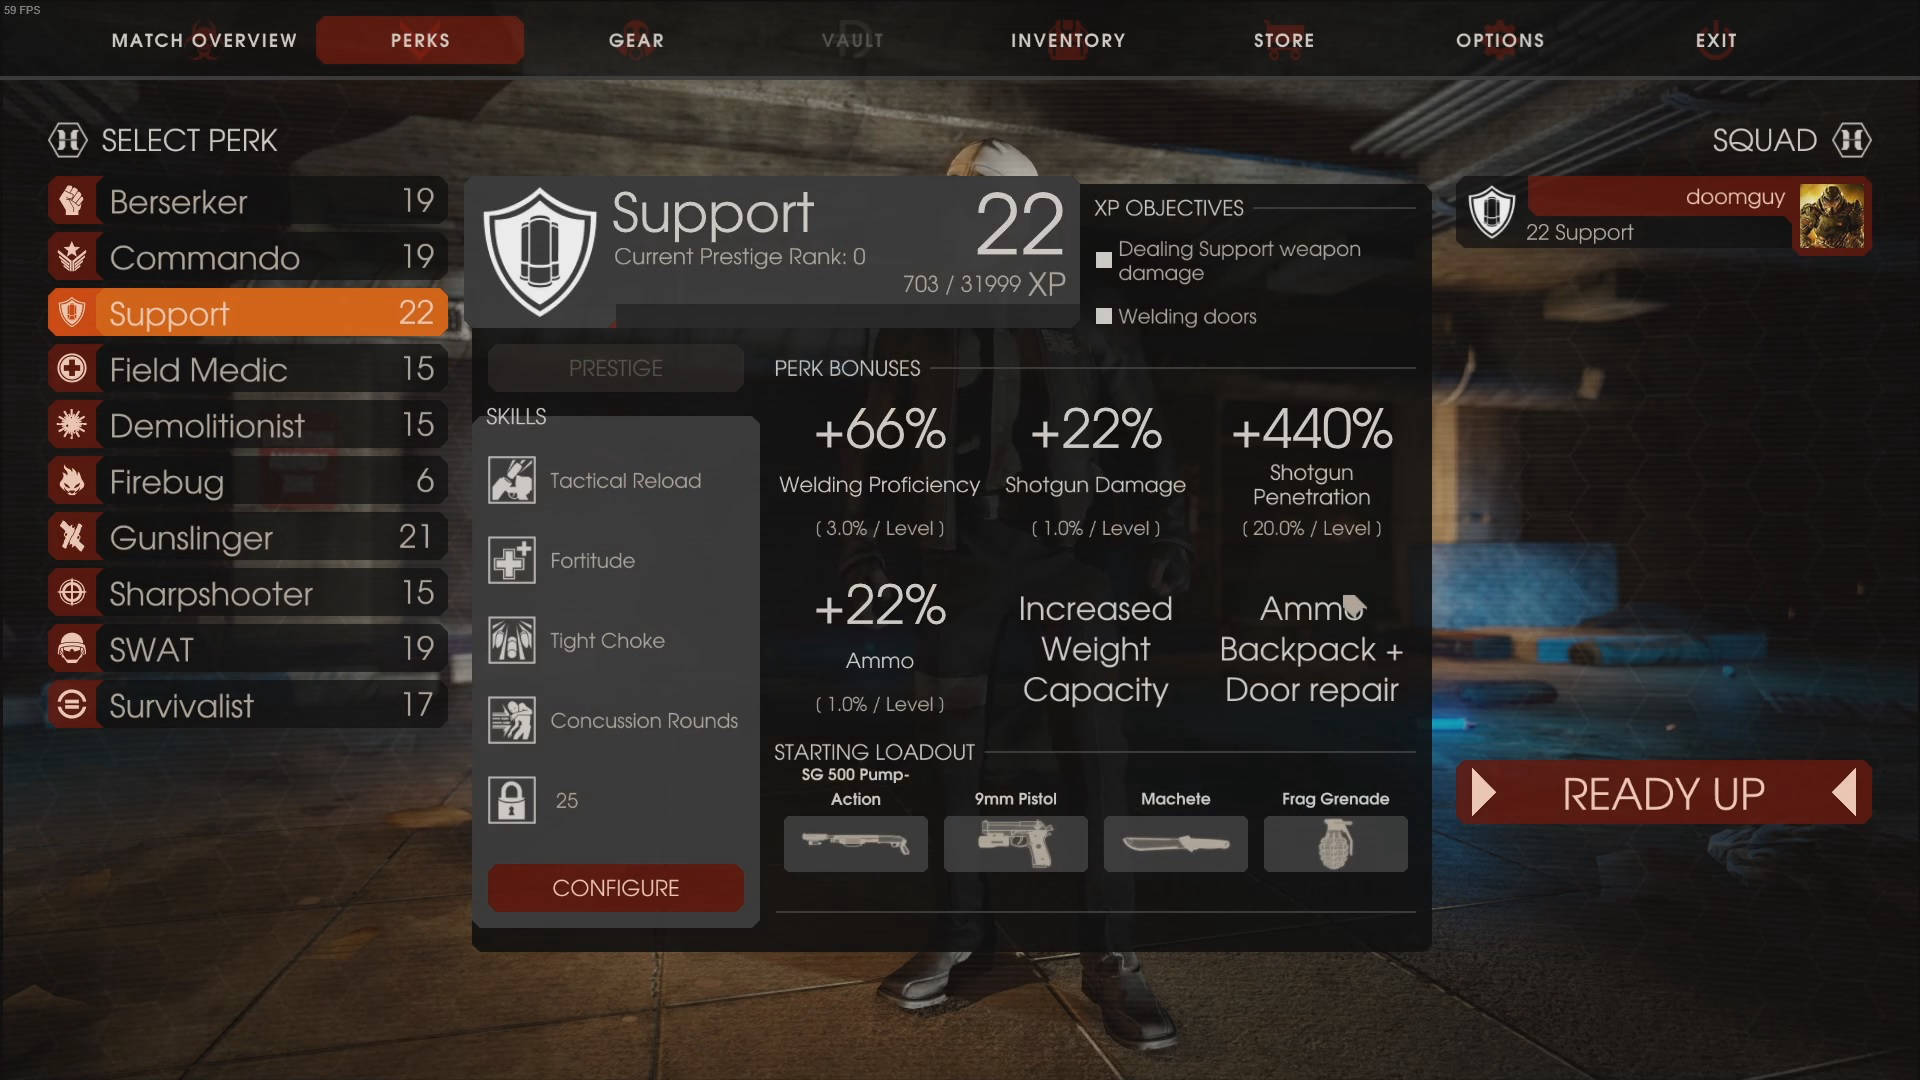 59 FPS
MATCH OVERVIEW
PERKS
GEAR
VAULT
INVENTORY
STORE
OPTIONS
EXIT
SELECT PERK
Berserker 19
Commando 19
Support 22
Field Medic 15
Demolitionist 15
Firebug 6
Gunslinger 21
Sharpshooter 15
SWAT 19
Survivalist 17
Support 22
Current Prestige Rank: 0
703 / 31999 XP
XP OBJECTIVES
Dealing Support weapon
damage
Welding doors
PRESTIGE
SKILLS
Tactical Reload
Fortitude
Tight Choke
Concussion Rounds
25
CONFIGURE
PERK BONUSES
+66%
Welding Proficiency
( 3.0% / Level )
+22%
Shotgun Damage
( 1.0% / Level )
+440%
Shotgun
Penetration
( 20.0% / Level )
+22%
Ammo
( 1.0% / Level )
Increased
Weight
Capacity
Ammo
Backpack +
Door repair
STARTING LOADOUT
SG 500 Pump-
Action
9mm Pistol
Machete
Frag Grenade
SQUAD
doomguy
22 Support
READY UP